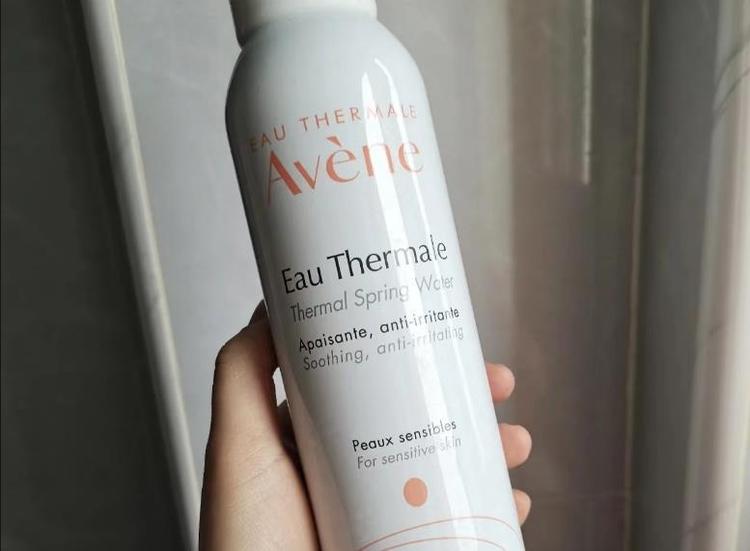 EAU THERMALE
Avène
Eau Thermale
Thermal Spring Water
Apaisante, anti-irritante
Soothing, anti-irritating
Peaux sensibles
For sensitive skin